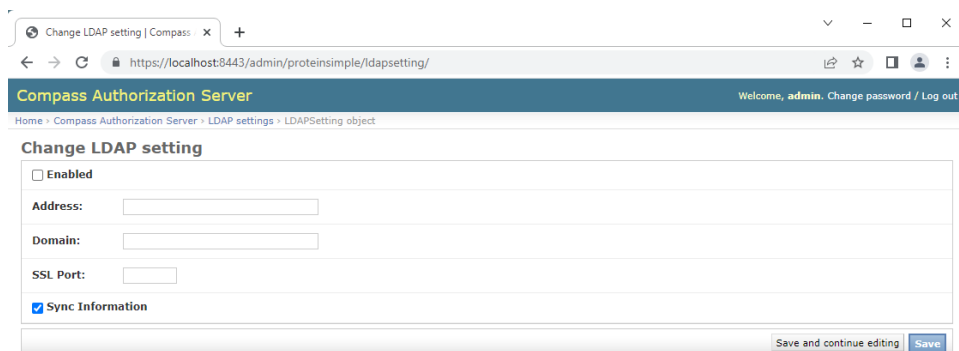 Change LDAP setting | Compass
https://localhost:8443/admin/proteinsimple/ldapsetting/
Compass Authorization Server
Welcome, admin. Change password / Log out
Home › Compass Authorization Server › LDAP settings › LDAPSetting object
Change LDAP setting
Enabled
Address:
Domain:
SSL Port:
Sync Information
Save and continue editing
Save